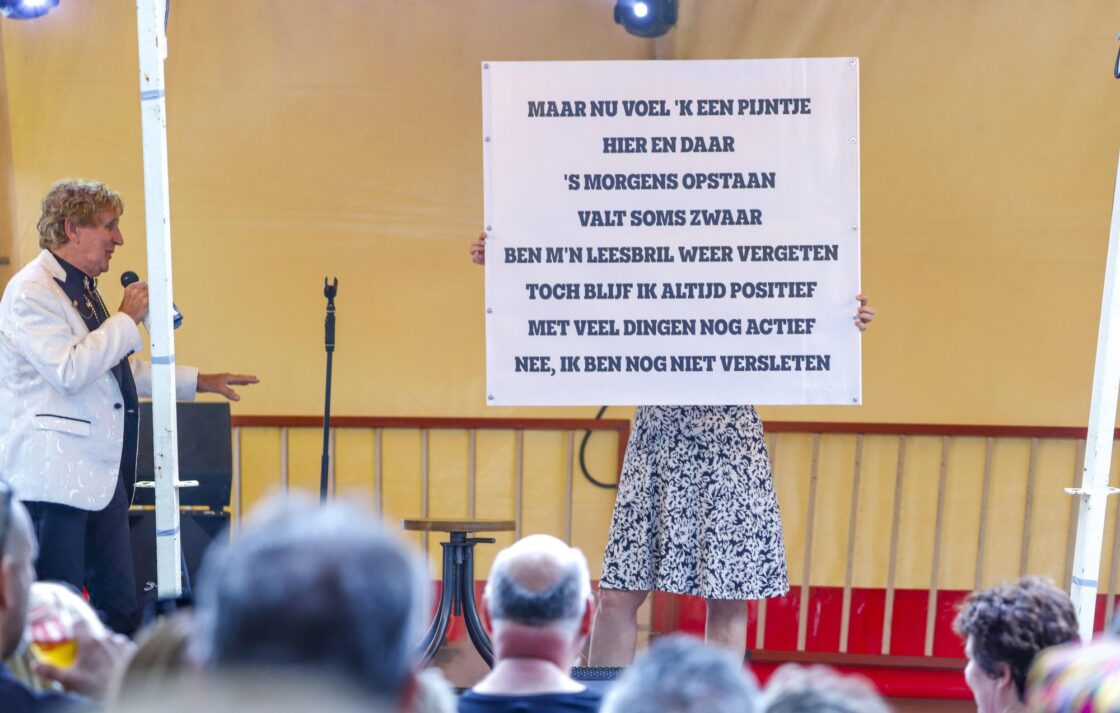 MAAR NU VOEL 'K EEN PIJNTJE
HIER EN DAAR
'S MORGENS OPSTAAN
VALT SOMS ZWAAR
BEN M'N LEESBRIL WEER VERGETEN
TOCH BLIJF IK ALTIJD POSITIEF
MET VEEL DINGEN NOG ACTIEF
NEE, IK BEN NOG NIET VERSLETEN